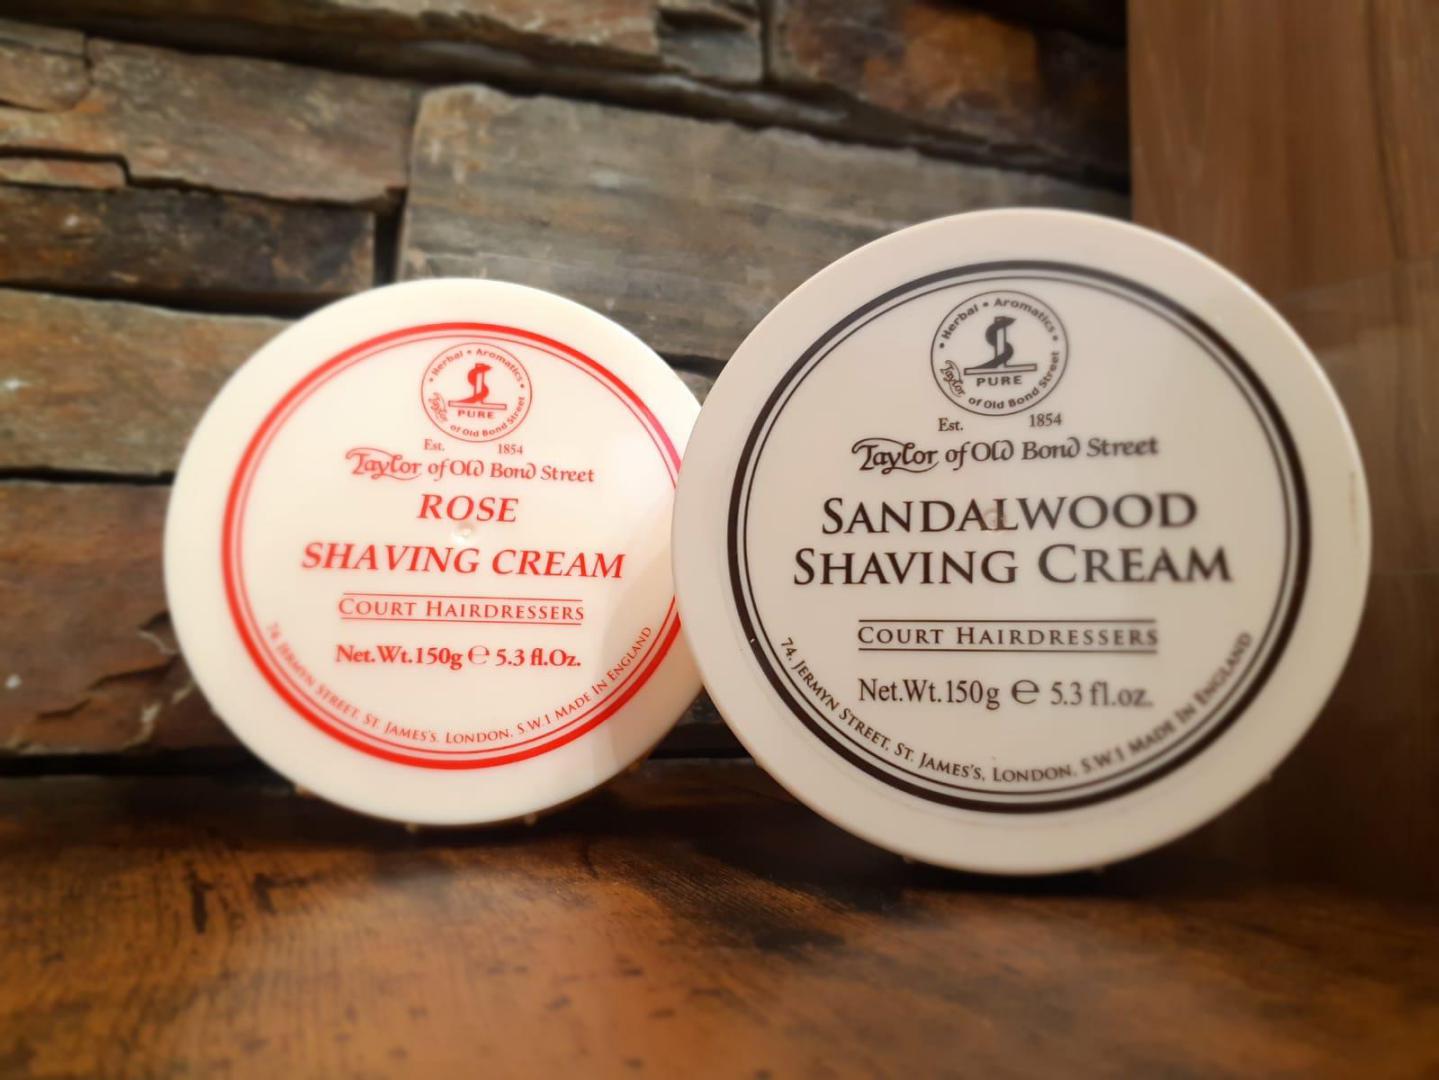 Herbal • Aromatics
PURE
Taylor of Old Bond Street
Est. 1854
Taylor of Old Bond Street
ROSE
SHAVING CREAM
COURT HAIRDRESSERS
Net.Wt.150g ℮ 5.3 fl.Oz.
74, JERMYN STREET, ST. JAMES'S, LONDON, S.W.1 MADE IN ENGLAND
Herbal • Aromatics
PURE
Taylor of Old Bond Street
Est. 1854
Taylor of Old Bond Street
SANDALWOOD
SHAVING CREAM
COURT HAIRDRESSERS
Net.Wt.150g ℮ 5.3 fl.oz.
74, JERMYN STREET, ST. JAMES'S, LONDON, S.W.1 MADE IN ENGLAND